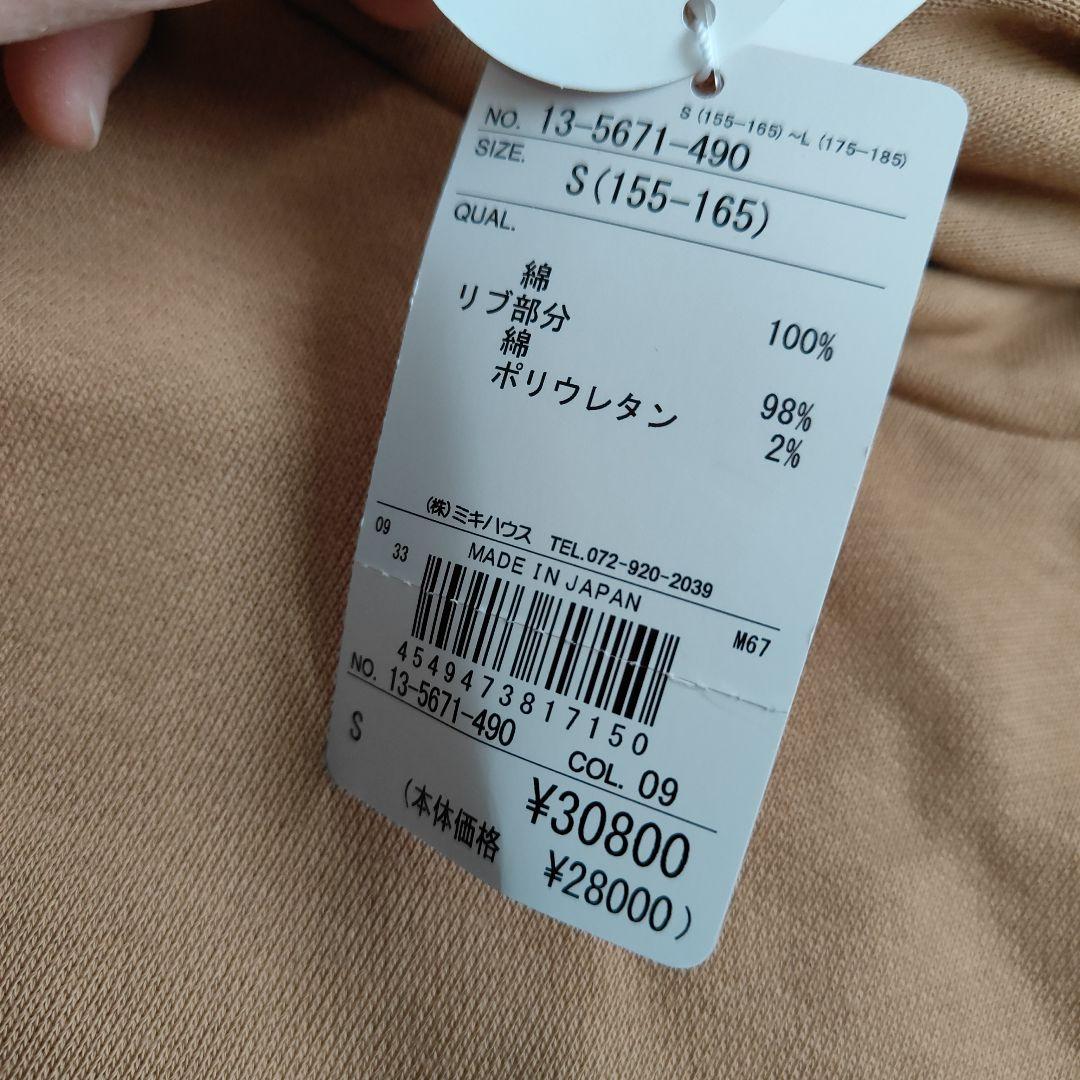 S (155-165) ~L (175-185)
NO. 13-5671-490
SIZE. S(155-165)
QUAL.
綿 100%
リブ部分
綿 98%
ポリウレタン 2%
(株)ミキハウス TEL.072-920-2039
09 MADE IN JAPAN
33 M67
4549473817150
NO. 13-5671-490
S COL. 09
¥30800
(本体価格 ¥28000)